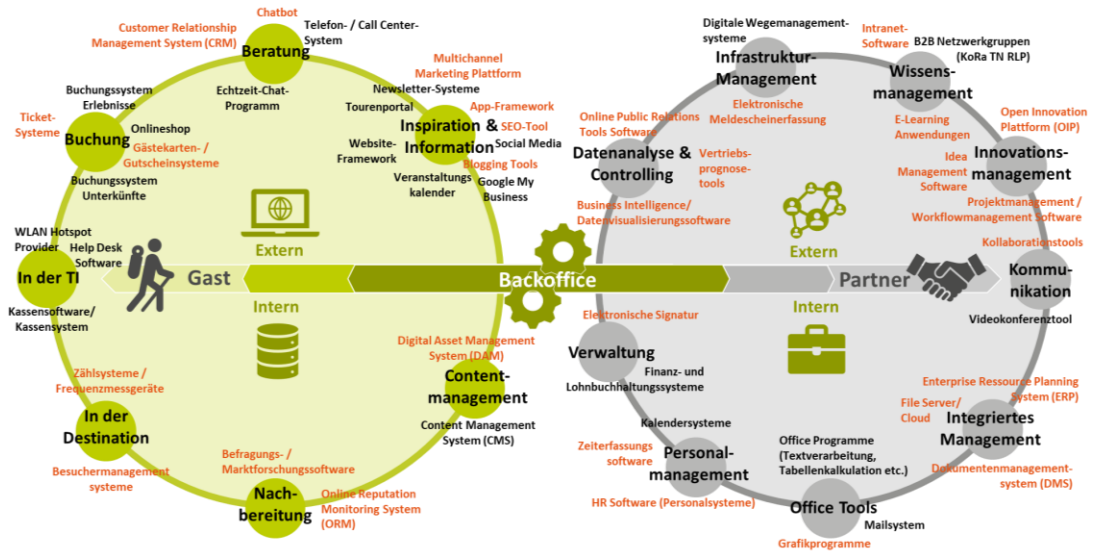 Chatbot
Customer Relationship
Management System (CRM)
Beratung
Telefon- / Call Center-
System
Echtzeit-Chat-
Programm
Multichannel
Marketing Plattform
Newsletter-Systeme
Tourenportal
App-Framework
Inspiration &
Information
SEO-Tool
Social Media
Website-
Framework
Blogging Tools
Veranstaltungs
kalender
Google My
Business
Buchungssystem
Erlebnisse
Ticket-
Systeme
Buchung
Onlineshop
Gästekarten- /
Gutscheinsysteme
Buchungssystem
Unterkünfte
WLAN Hotspot
Provider
Help Desk
Software
In der TI
Kassensoftware/
Kassensystem
Extern
Gast
Intern
Backoffice
Zählsysteme /
Frequenzmessgeräte
In der
Destination
Besuchermanagement
systeme
Befragungs- /
Marktforschungssoftware
Nach-
bereitung
Online Reputation
Monitoring System
(ORM)
Digital Asset Management
System (DAM)
Content-
management
Content Management
System (CMS)
Digitale Wegemanagement-
systeme
Infrastruktur-
Management
Elektronische
Meldescheinerfassung
Intranet-
Software
B2B Netzwerkgruppen
(KoRa TN RLP)
Wissens-
management
E-Learning
Anwendungen
Online Public Relations
Tools Software
Datenanalyse &
Controlling
Vertriebs-
prognose-
tools
Business Intelligence/
Datenvisualisierungssoftware
Open Innovation
Plattform (OIP)
Innovations-
management
Idea
Management
Software
Projektmanagement /
Workflowmanagement Software
Extern
Partner
Intern
Kollaborationstools
Kommu-
nikation
Videokonferenztool
Elektronische Signatur
Verwaltung
Finanz- und
Lohnbuchhaltungssysteme
Kalendersysteme
Zeiterfassungs
software
Personal-
management
HR Software (Personalsysteme)
Office Programme
(Textverarbeitung,
Tabellenkalkulation etc.)
Office Tools
Mailsystem
Grafikprogramme
Enterprise Ressource Planning
System (ERP)
File Server/
Cloud
Integriertes
Management
Dokumentenmanagement-
system (DMS)